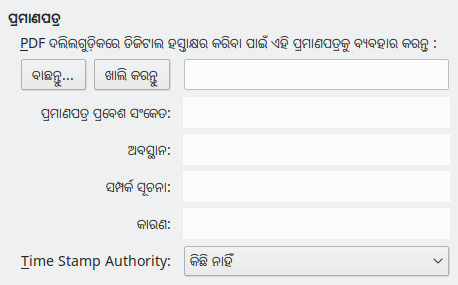 ପ୍ରମାଣପତ୍ର
PDF ଦଲିଲଗୁଡ଼ିକରେ ଡିଜିଟାଲ ହସ୍ତାକ୍ଷର କରିବା ପାଇଁ ଏହି ପ୍ରମାଣପତ୍ରକୁ ବ୍ୟବହାର କରନ୍ତୁ :
ବାଛନ୍ତୁ... ଖାଲି କରନ୍ତୁ
ପ୍ରମାଣପତ୍ର ପ୍ରବେଶ ସଂକେତ:
ଅବସ୍ଥାନ:
ସମ୍ପର୍କ ସୂଚନା:
କାରଣ:
Time Stamp Authority: କିଛି ନାହିଁ